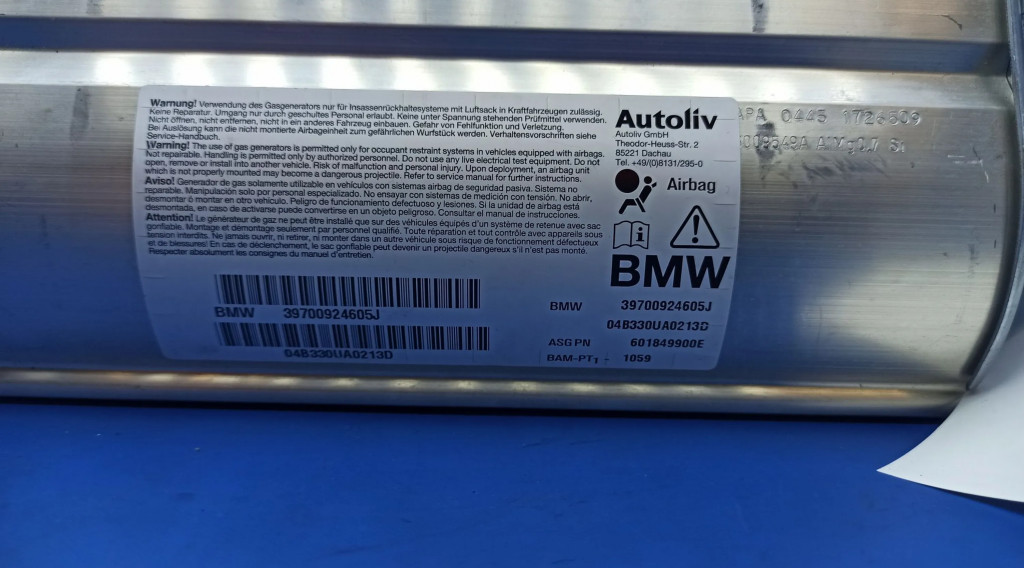 Warnung! Verwendung des Gasgenerators nur für Insassenrückhaltesysteme mit Luftsack in Kraftfahrzeugen zulässig.
Keine Reparatur. Umgang nur durch geschultes Personal erlaubt. Keine unter Spannung stehenden Prüfmittel verwenden.
Nicht öffnen, nicht entfernen, nicht in ein anderes Fahrzeug einbauen. Gefahr von Fehlfunktion und Verletzung.
Bei Auslösung kann die nicht montierte Airbageinheit zum gefährlichen Wurfstück werden. Verhaltensvorschriften siehe
Service-Handbuch.
Warning! The use of gas generators is permitted only for occupant restraint systems in vehicles equipped with airbags.
Not repairable. Handling is permitted only by authorized personnel. Do not use any live electrical test equipment. Do not
open, remove or install into another vehicle. Risk of malfunction and personal injury. Upon deployment, an airbag unit
which is not properly mounted may become a dangerous projectile. Refer to service manual for further instructions.
Aviso! Generador de gas solamente utilizable en vehículos con sistemas airbag de seguridad pasiva. Sistema no
reparable. Manipulación solo por personal especializado. No ensayar con sistemas de medición con tensión. No abrir,
desmontar ó montar en otro vehículo. Peligro de funcionamiento defectuoso y lesiones. Si la unidad de airbag está
desmontada, en caso de activarse puede convertirse en un objeto peligroso. Consultar el manual de instrucciones.
Attention! Le générateur de gaz ne peut être installé que sur des véhicules équipés d'un système de retenue avec sac
gonflable. Montage et démontage seulement par personnel qualifié. Toute réparation et tout contrôle avec appareils sous
tension interdits. Ne jamais ouvrir, ni retirer, ni monter dans un autre véhicule sous risque de fonctionnement défectueux
et de blessures! En cas de déclenchement, le sac gonflable peut devenir un projectile dangereux s'il n'est pas monté.
Respecter absolument les consignes du manuel d'entretien.
Autoliv
Autoliv GmbH
Theodor-Heuss-Str. 2
85221 Dachau
Tel. +49/(0)8131/295-0
Airbag
BMW
BMW 39700924605J
04B330UA0213D
BMW 39700924605J
04B330UA0213D
ASG PN 601849900E
BAM-PT1 - 1059
APA 0445 1726809